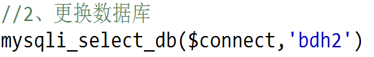 //2、更换数据库
mysqli_select_db($connect,'bdh2')